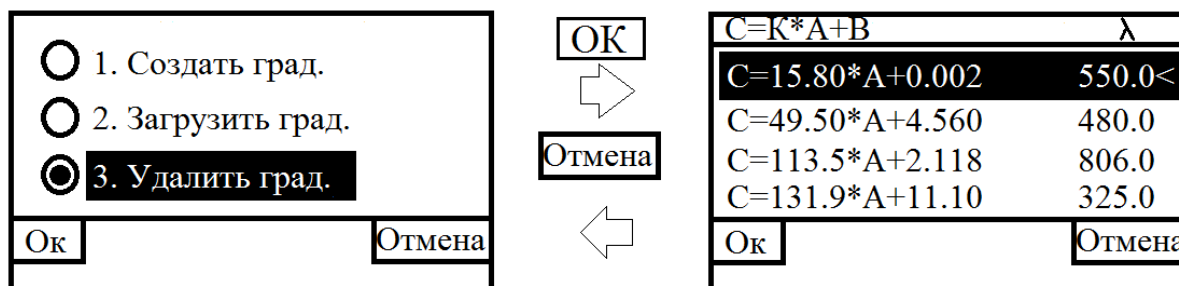 1. Создать град.
2. Загрузить град.
3. Удалить град.
Ок
Отмена
ОК
Отмена
C=K*A+B λ
C=15.80*A+0.002 550.0<
C=49.50*A+4.560 480.0
C=113.5*A+2.118 806.0
C=131.9*A+11.10 325.0
Ок
Отмена